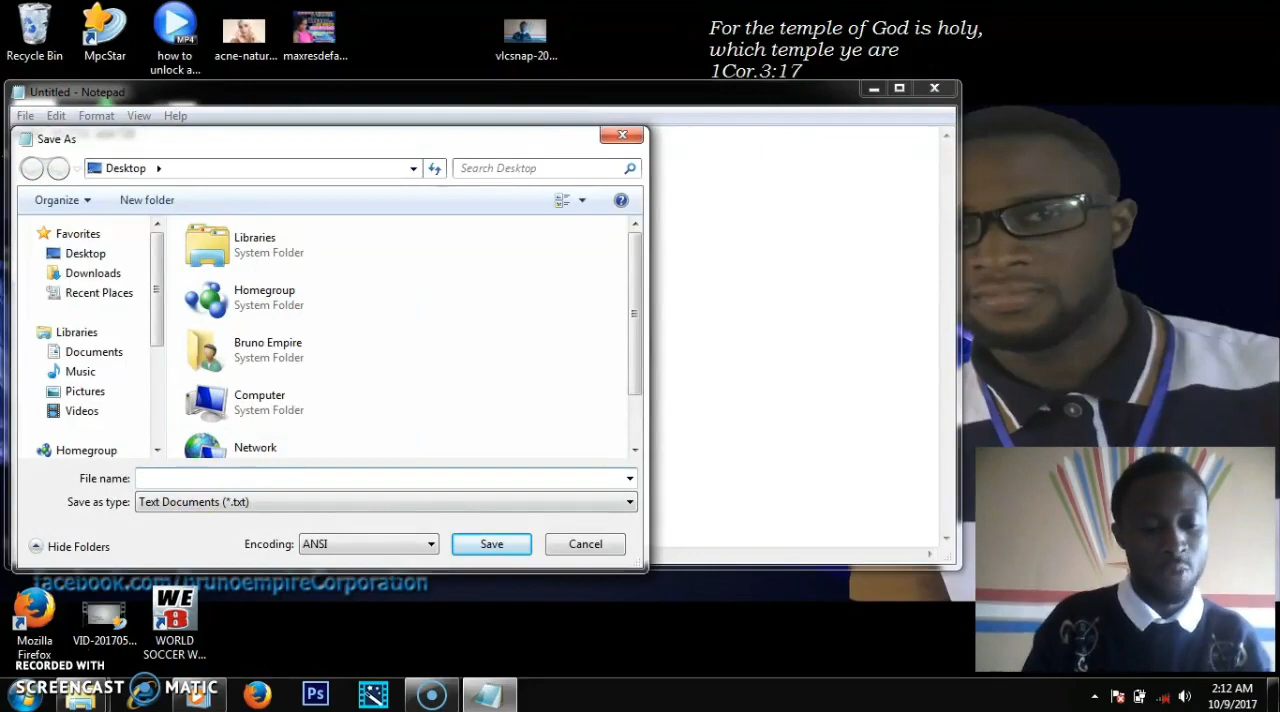 For the temple of God is holy,
which temple ye are
1Cor.3:17
Recycle Bin
MpcStar
MP4
how to
unlock a...
acne-natur...
maxresdefa...
vlcsnap-20...
Untitled - Notepad
File Edit Format View Help
Save As
Desktop
Search Desktop
Organize
New folder
Favorites
Desktop
Downloads
Recent Places
Libraries
Documents
Music
Pictures
Videos
Homegroup
Libraries
System Folder
Homegroup
System Folder
Bruno Empire
System Folder
Computer
System Folder
Network
File name:
Save as type: Text Documents (*.txt)
Hide Folders
Encoding: ANSI
Save
Cancel
facebook.com/brunoempireCorporation
Mozilla
Firefox
VID-201705...
WE
8
WORLD
SOCCER W...
RECORDED WITH
SCREENCAST MATIC
Ps
2:12 AM
10/9/2017